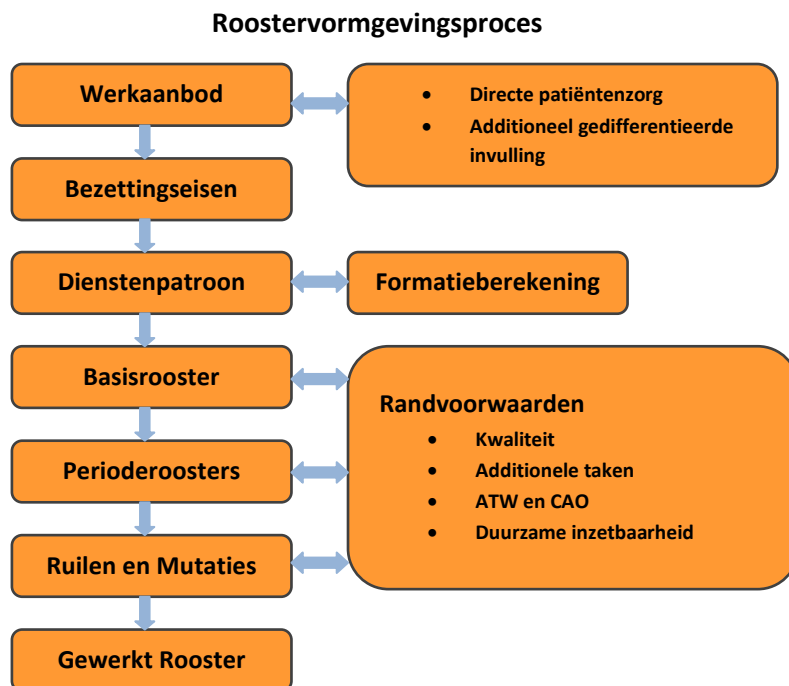 Roostervormgevingsproces
Werkaanbod
• Directe patiëntenzorg
• Additioneel gedifferentieerde
invulling
Bezettingseisen
Dienstenpatroon
Formatieberekening
Basisrooster
Perioderoosters
Ruilen en Mutaties
Randvoorwaarden
• Kwaliteit
• Additionele taken
• ATW en CAO
• Duurzame inzetbaarheid
Gewerkt Rooster